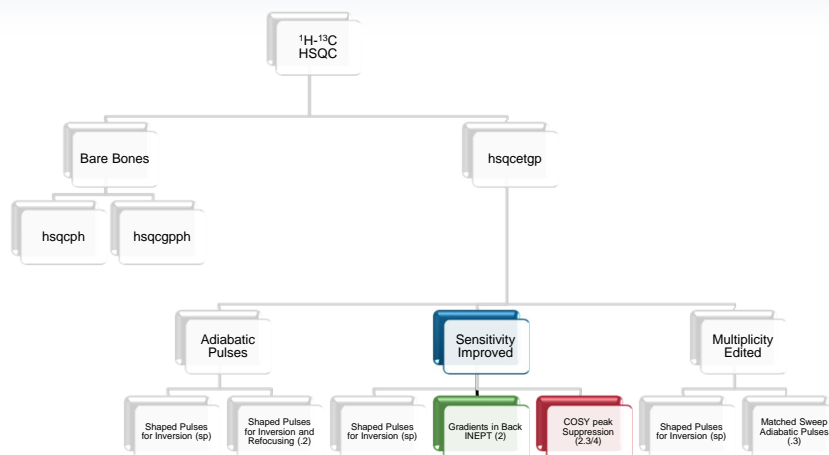 ¹H-¹³C
HSQC
Bare Bones
hsqcetgp
hsqcph
hsqcgpph
Adiabatic
Pulses
Sensitivity
Improved
Multiplicity
Edited
Shaped Pulses
for Inversion (sp)
Shaped Pulses
for Inversion and
Refocusing (.2)
Shaped Pulses
for Inversion (sp)
Gradients in Back
INEPT (2)
COSY peak
Suppression
(2.3/4)
Shaped Pulses
for Inversion (sp)
Matched Sweep
Adiabatic Pulses
(.3)